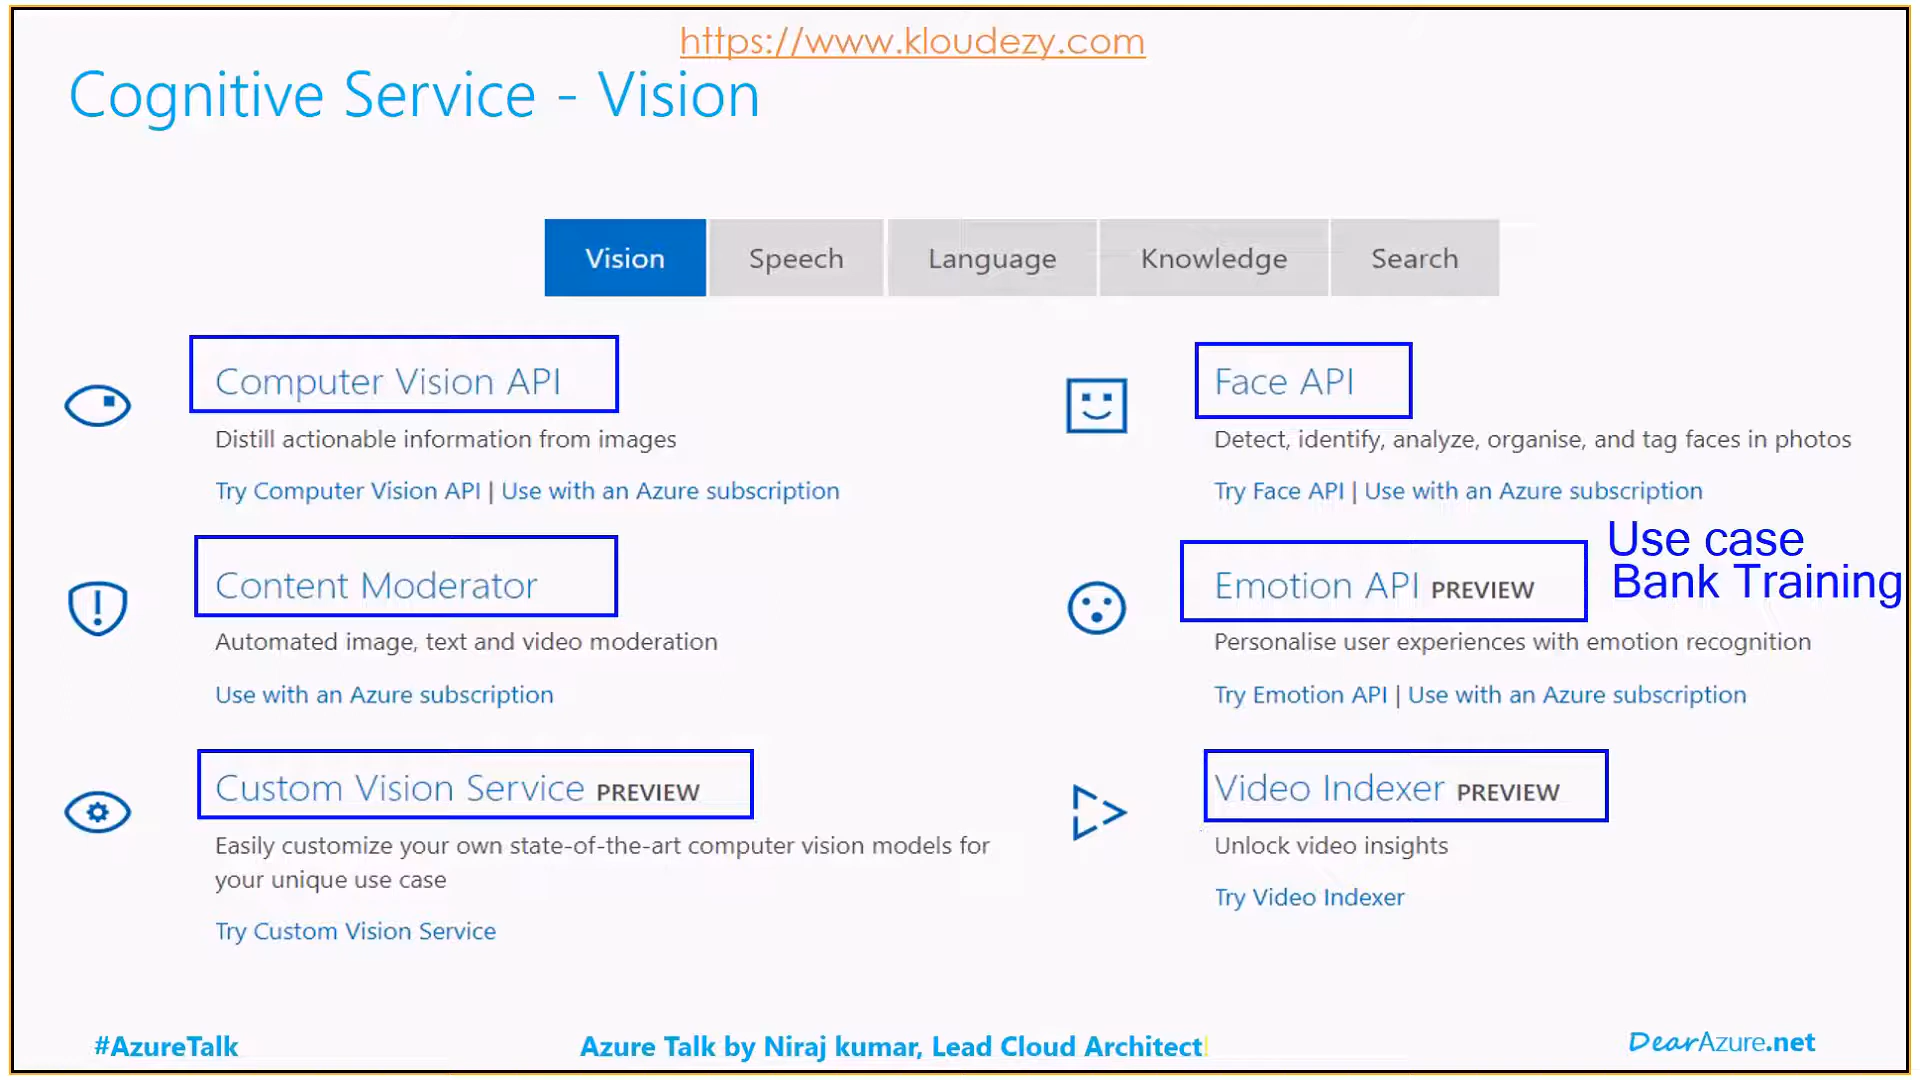 https://www.kloudezy.com
Cognitive Service - Vision
Vision
Speech
Language
Knowledge
Search
Computer Vision API
Distill actionable information from images
Try Computer Vision API | Use with an Azure subscription
Face API
Detect, identify, analyze, organise, and tag faces in photos
Try Face API | Use with an Azure subscription
Content Moderator
Automated image, text and video moderation
Use with an Azure subscription
Emotion API PREVIEW
Use case
Bank Training
Personalise user experiences with emotion recognition
Try Emotion API | Use with an Azure subscription
Custom Vision Service PREVIEW
Easily customize your own state-of-the-art computer vision models for
your unique use case
Try Custom Vision Service
Video Indexer PREVIEW
Unlock video insights
Try Video Indexer
#AzureTalk
Azure Talk by Niraj kumar, Lead Cloud Architect!
DearAzure.net